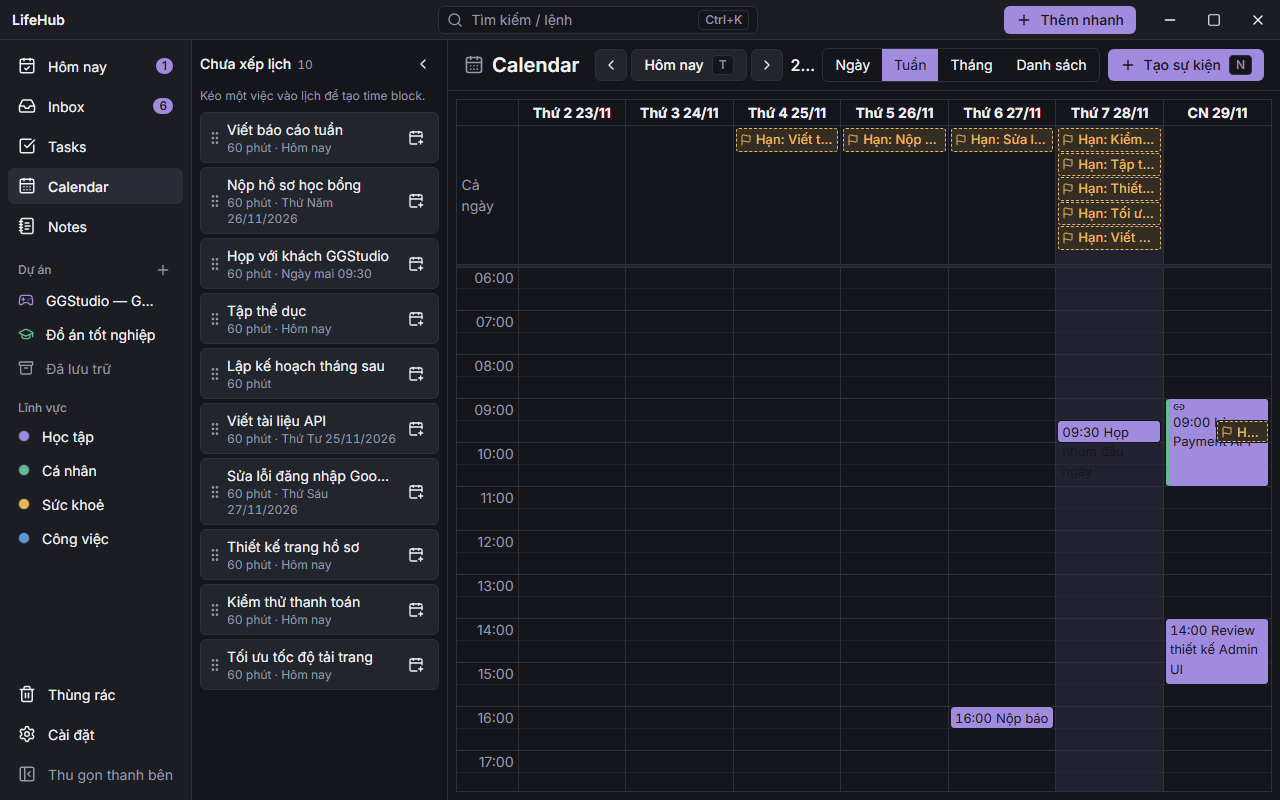 LifeHub
Tìm kiếm / lệnh
Ctrl+K
Thêm nhanh
Hôm nay
1
Inbox
6
Tasks
Calendar
Notes
Dự án
GGStudio — G...
Đồ án tốt nghiệp
Đã lưu trữ
Lĩnh vực
Học tập
Cá nhân
Sức khoẻ
Công việc
Thùng rác
Cài đặt
Thu gọn thanh bên
Chưa xếp lịch 10
Kéo một việc vào lịch để tạo time block.
Viết báo cáo tuần
60 phút · Hôm nay
Nộp hồ sơ học bổng
60 phút · Thứ Năm
26/11/2026
Họp với khách GGStudio
60 phút · Ngày mai 09:30
Tập thể dục
60 phút · Hôm nay
Lập kế hoạch tháng sau
60 phút
Viết tài liệu API
60 phút · Thứ Tư 25/11/2026
Sửa lỗi đăng nhập Goo...
60 phút · Thứ Sáu
27/11/2026
Thiết kế trang hồ sơ
60 phút · Hôm nay
Kiểm thử thanh toán
60 phút · Hôm nay
Tối ưu tốc độ tải trang
60 phút · Hôm nay
Calendar
Hôm nay T
2...
Ngày
Tuần
Tháng
Danh sách
Tạo sự kiện N
Thứ 2 23/11
Thứ 3 24/11
Thứ 4 25/11
Thứ 5 26/11
Thứ 6 27/11
Thứ 7 28/11
CN 29/11
Cả
ngày
Hạn: Viết t...
Hạn: Nộp ...
Hạn: Sửa l...
Hạn: Kiểm...
Hạn: Tập t...
Hạn: Thiết...
Hạn: Tối ư...
Hạn: Viết ...
06:00
07:00
08:00
09:00
10:00
11:00
12:00
13:00
14:00
15:00
16:00
17:00
16:00 Nộp báo
09:30 Họp
nhóm đầu
ngày
09:00
Payment API
H...
14:00 Review
thiết kế Admin
UI